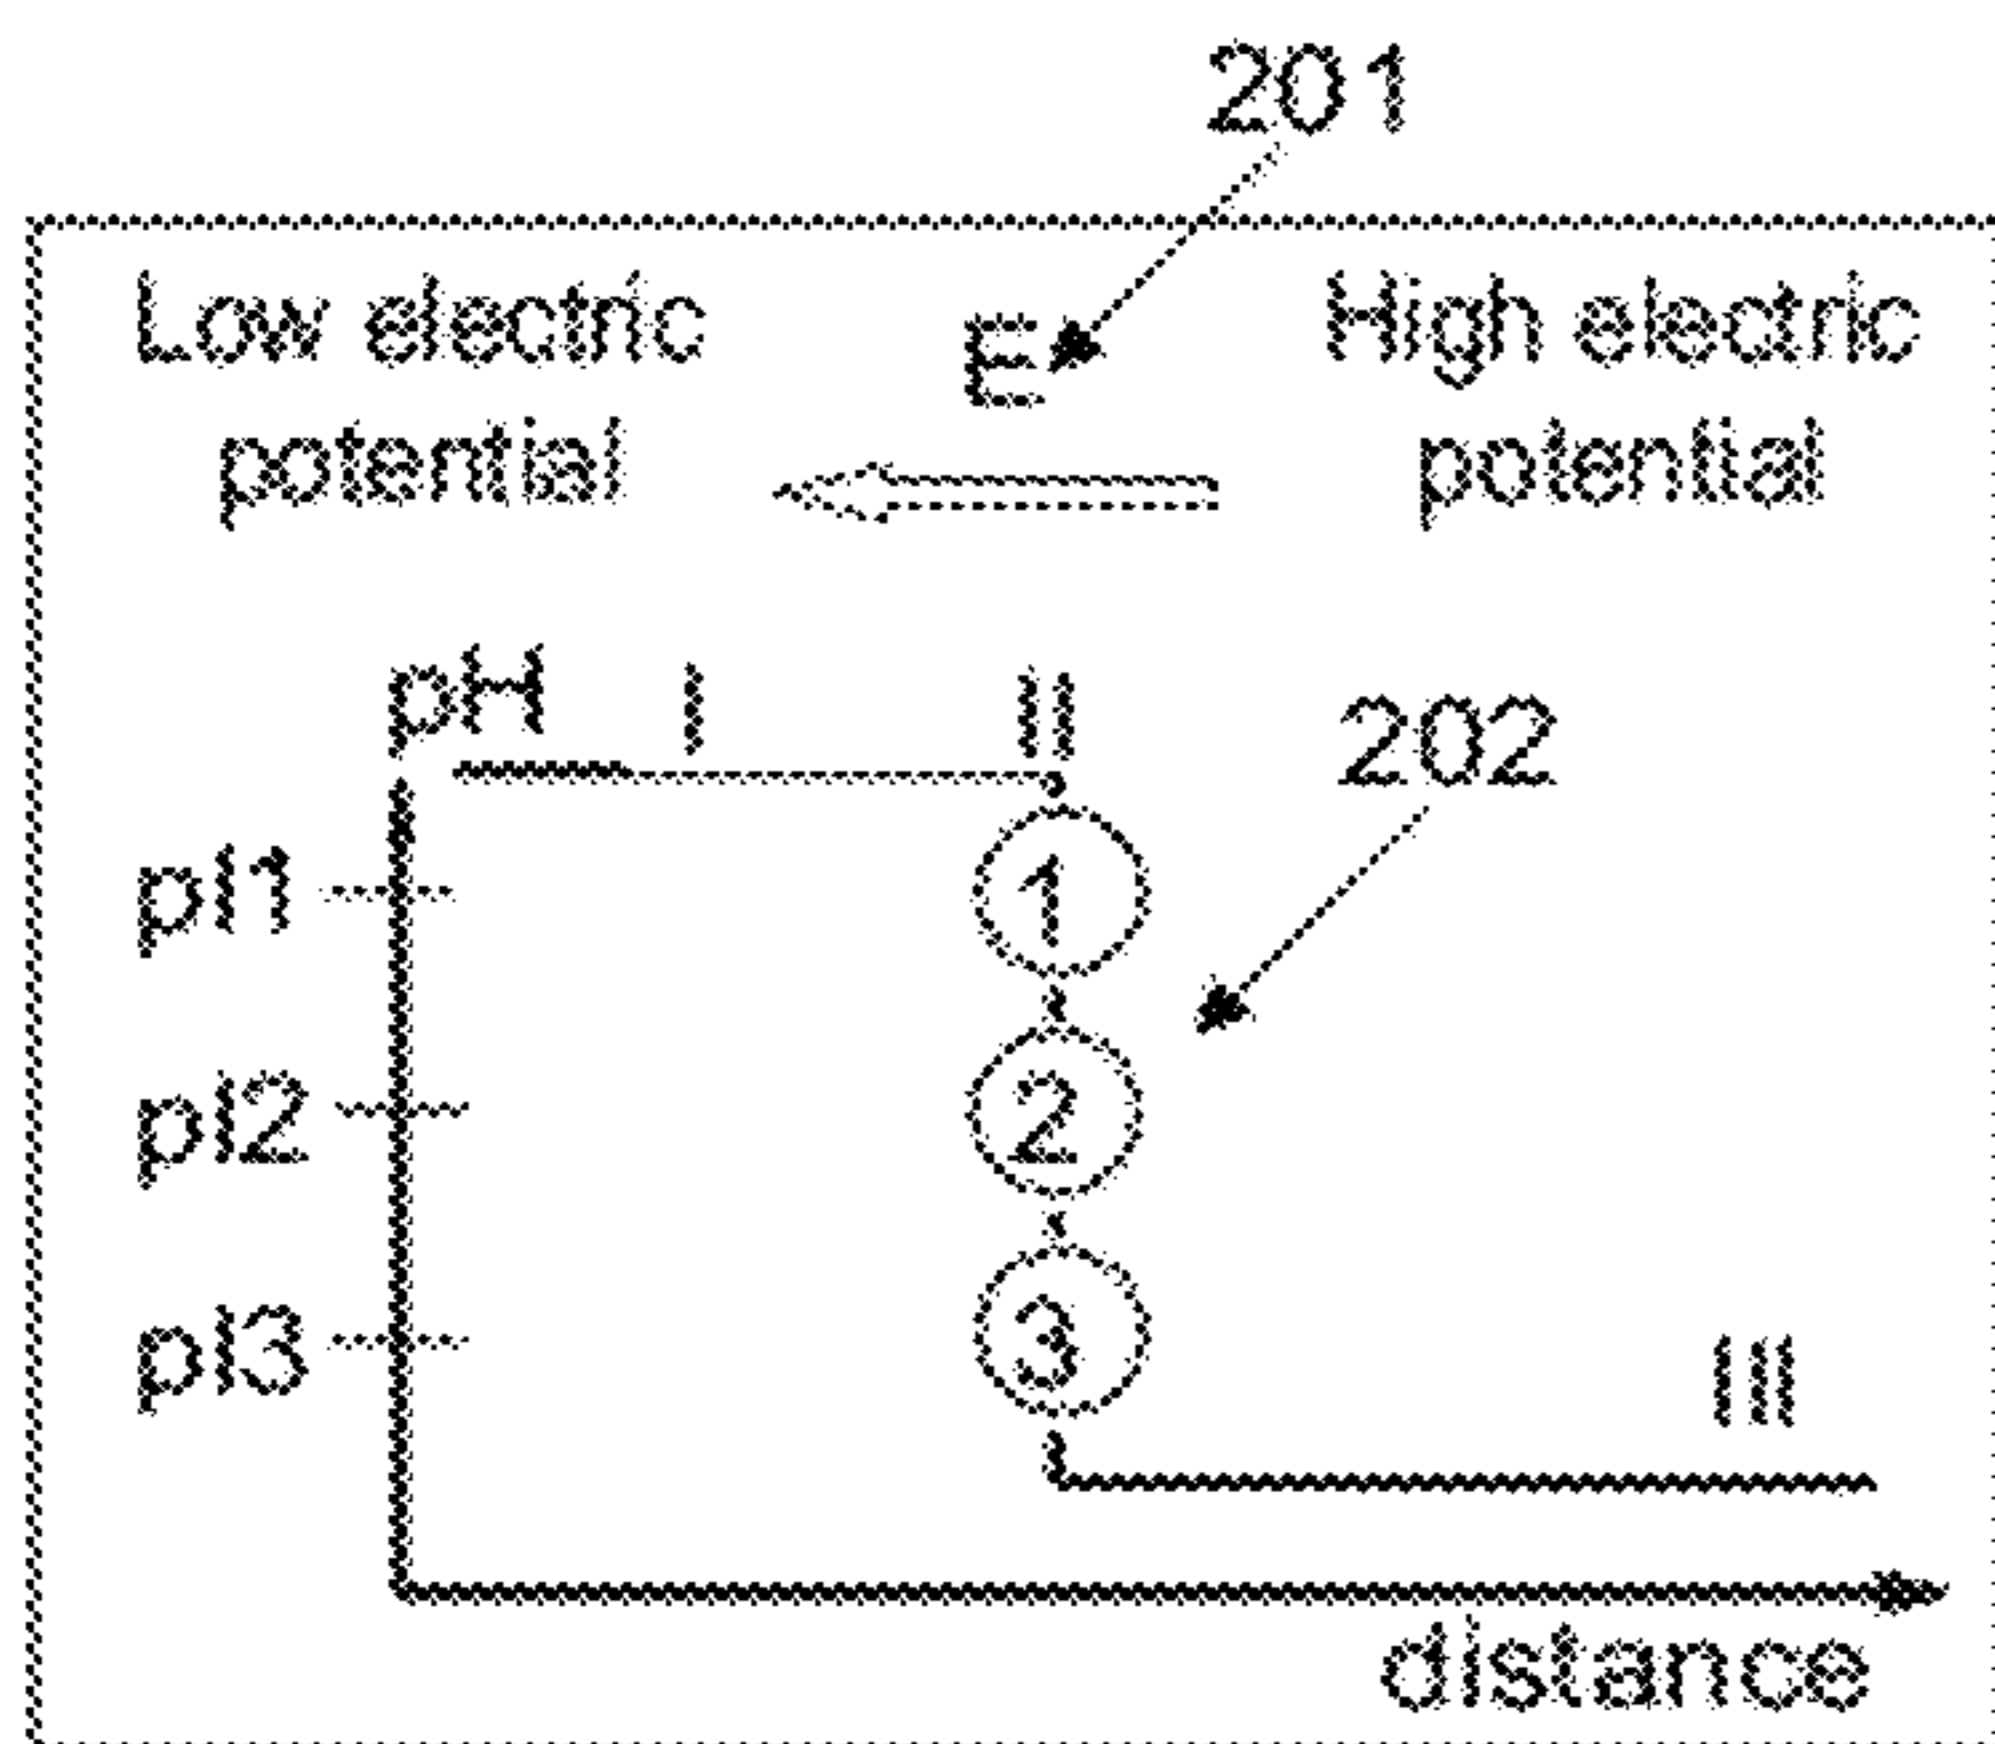 201
Low electric
potential
E
High electric
potential
pH
I
II
202
pI1
1
pI2
2
pI3
3
III
distance